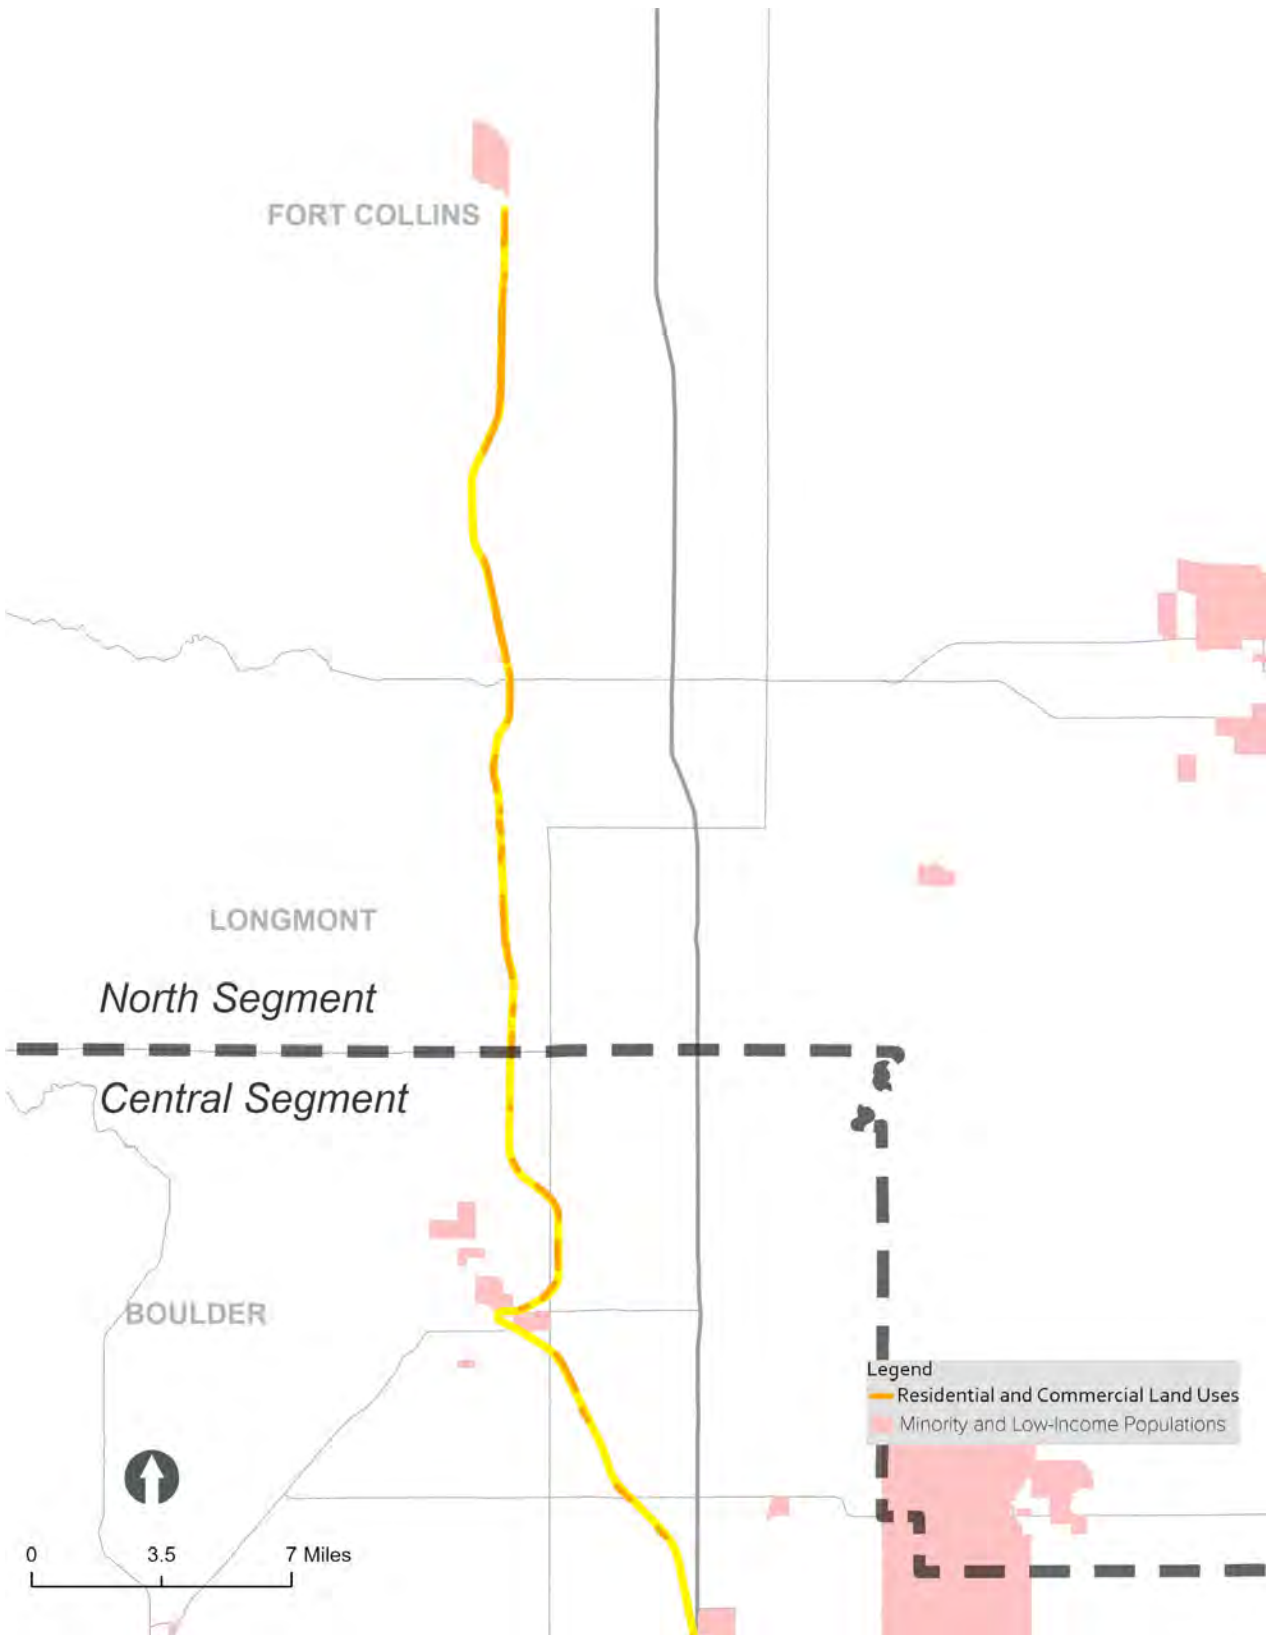 FORT COLLINS
LONGMONT
North Segment
Central Segment
BOULDER
Legend
Residential and Commercial Land Uses
Minority and Low-Income Populations
0 3.5 7 Miles